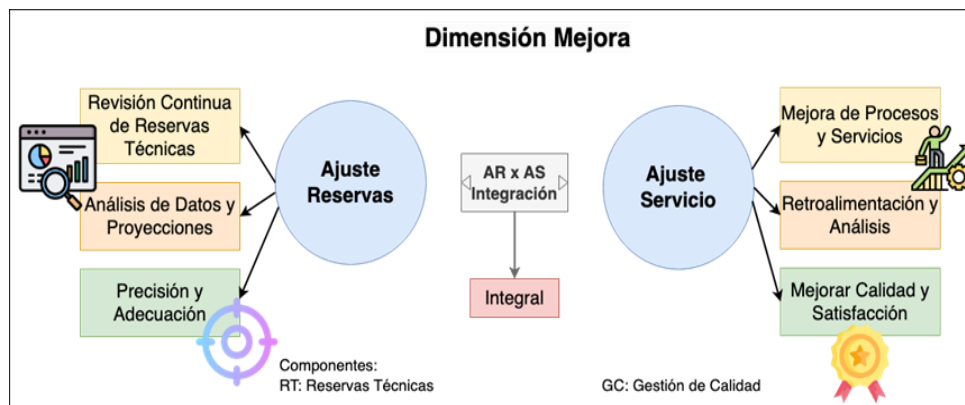 Dimensión Mejora
Revisión Continua
de Reservas
Técnicas
Análisis de Datos y
Proyecciones
Precisión y
Adecuación
Ajuste
Reservas
AR x AS
Integración
Integral
Ajuste
Servicio
Mejora de Procesos
y Servicios
Retroalimentación y
Análisis
Mejorar Calidad y
Satisfacción
Componentes:
RT: Reservas Técnicas
GC: Gestión de Calidad